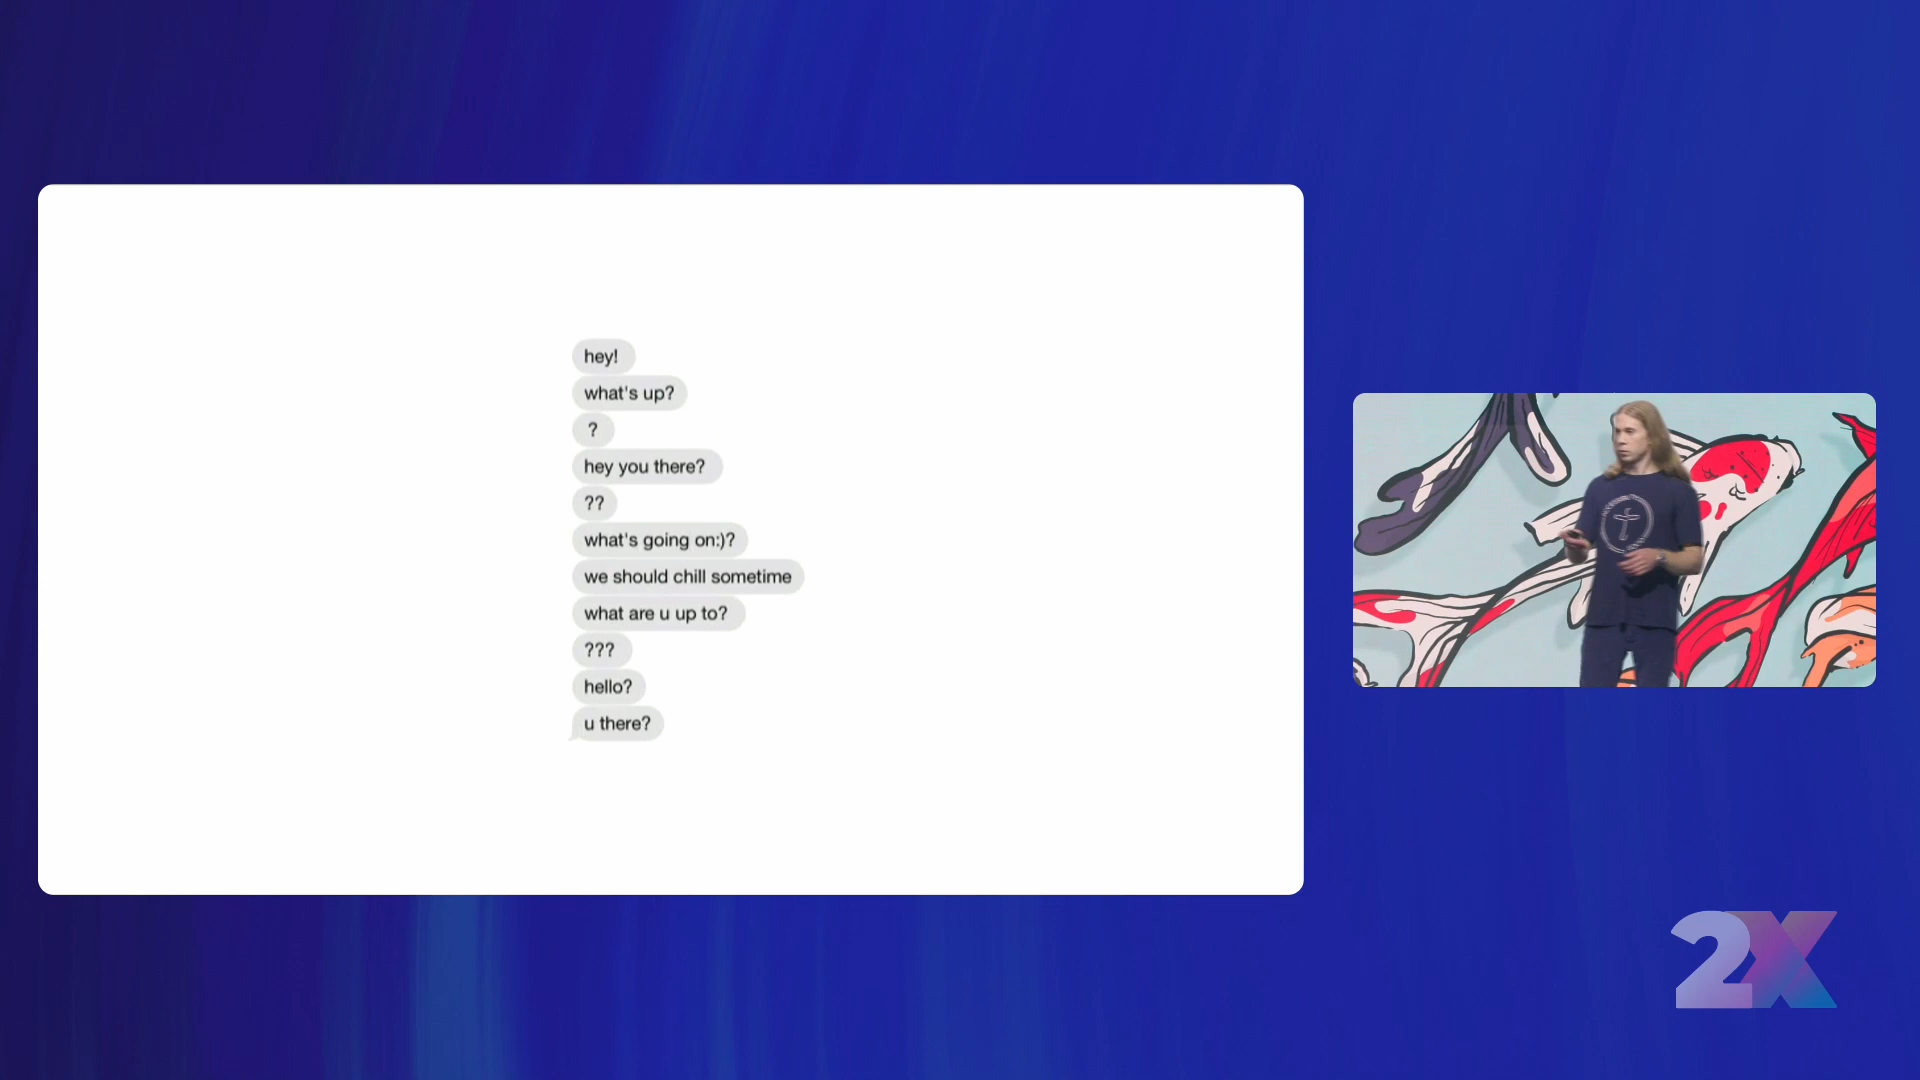 hey!
what's up?
?
hey you there?
??
what's going on:)?
we should chill sometime
what are u up to?
???
hello?
u there?
2X